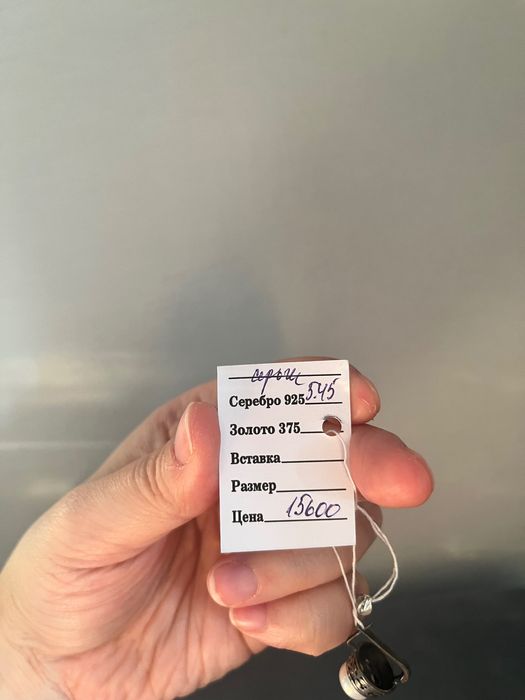 серьги
Серебро 925 5.45
Золото 375
Вставка
Размер
Цена 15600